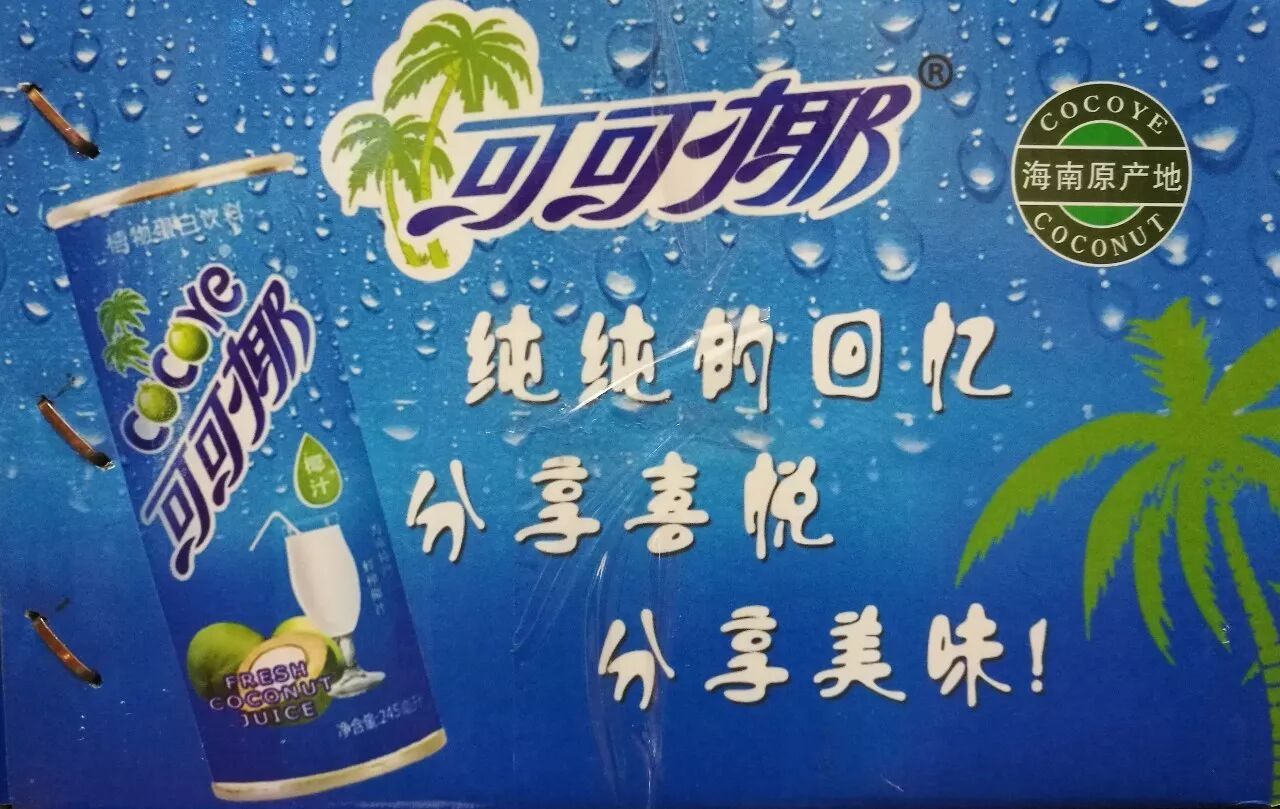 可可椰®
COCOYE
海南原产地
COCONUT
纯纯的回忆
分享喜悦
分享美味!
植物蛋白饮料
COCOYE
可可椰
椰汁
FRESH
COCONUT
JUICE
净含量:245毫升